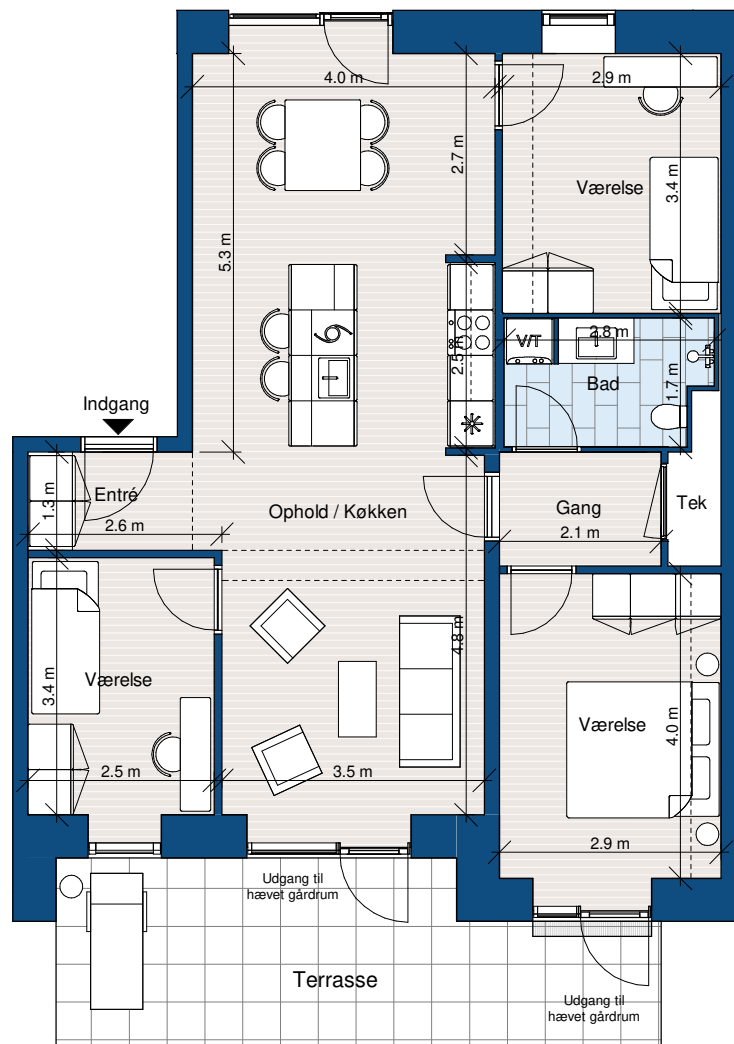 4.0 m
2.9 m
2.7 m
Værelse
3.4 m
5.3 m
2.8 m
V/T
2.5 m
Bad
1.7 m
Indgang
1.3 m
Entré
2.6 m
Ophold / Køkken
Gang
2.1 m
Tek
4.8 m
3.4 m
Værelse
Værelse
4.0 m
2.5 m
3.5 m
2.9 m
Udgang til
hævet gårdrum
Terrasse
Udgang til
hævet gårdrum